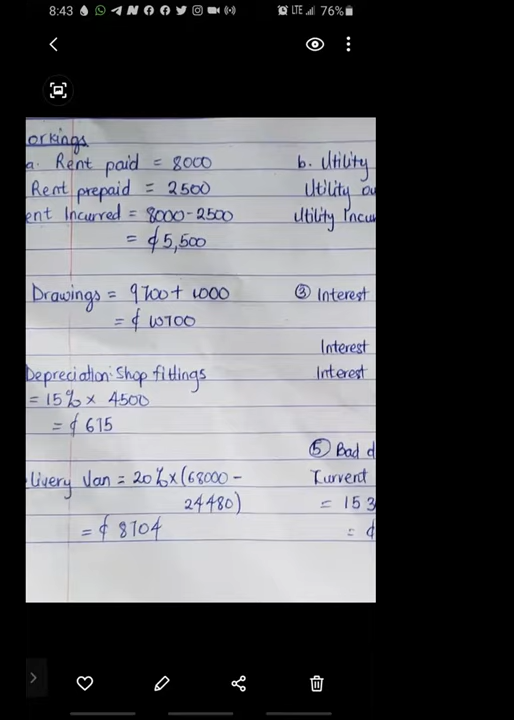 8:43
LTE 76%
orkings
a. Rent paid = 8000
Rent prepaid = 2500
ent Incurred = 8000-2500
= ¢ 5,500
b. Utility
Utility ou
Utility Incu
Drawings = 9700 + 1000
= ¢ 10700
③ Interest
Interest
Interest
Depreciation: Shop fittings
= 15% × 4500
= ¢ 675
livery Van = 20% × (68000 -
24480)
= ¢ 8704
⑤ Bad d
Current
= 153
= ¢